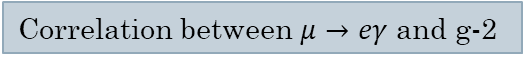 Correlation between μ → eγ and g-2